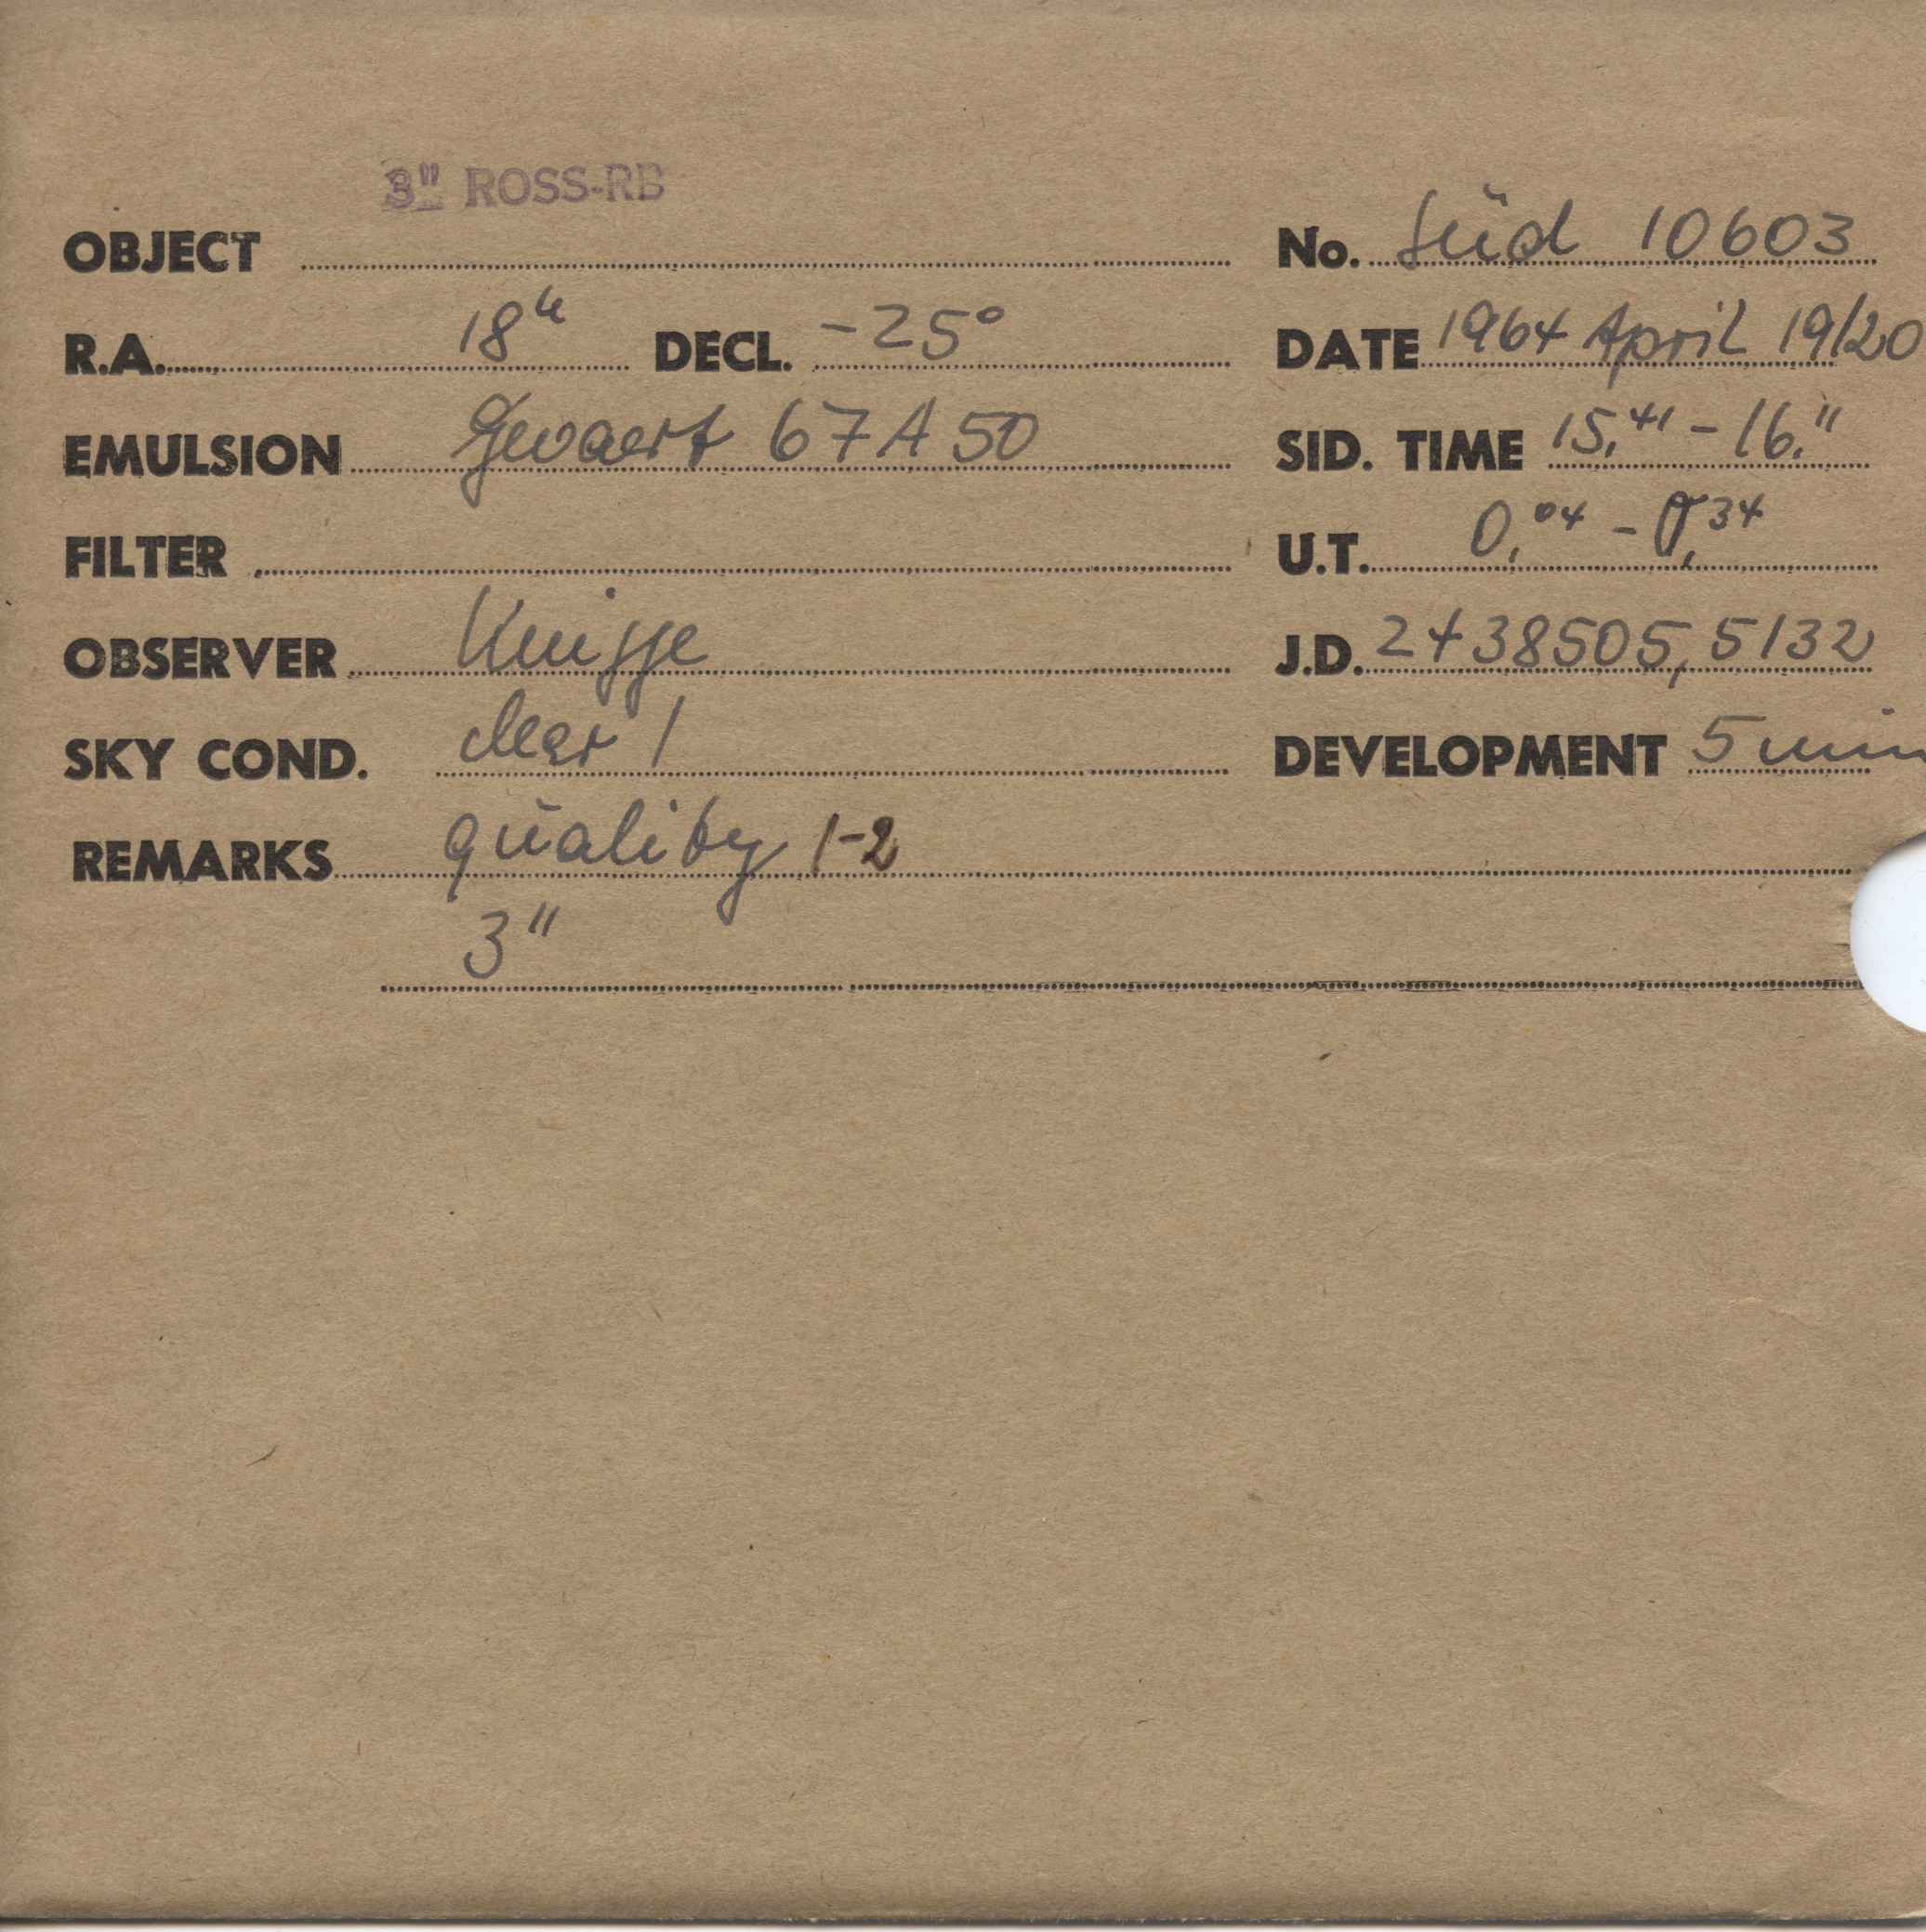 3" ROSS-RB
OBJECT No. Süd 10603
R.A. 18h DECL. -25° DATE 1964 April 19/20
EMULSION Gevaert 67A50 SID. TIME 15,41 - 16,11
FILTER U.T. 0,04 - 0,34
OBSERVER Knigge J.D. 2438505,5132
SKY COND. clear 1 DEVELOPMENT 5 min
REMARKS quality 1-2
3"